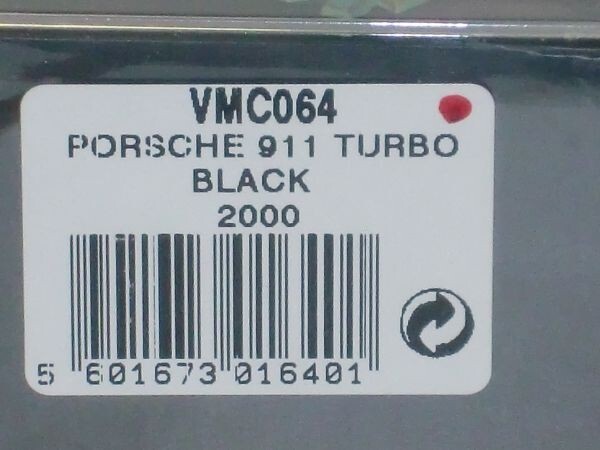 VMC064
PORSCHE 911 TURBO
BLACK
2000
5 601673 016401